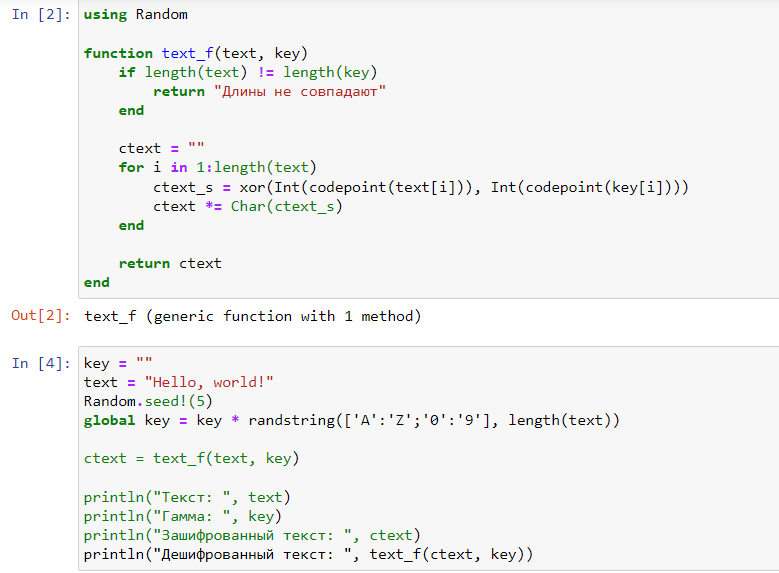 In [2]: using Random
function text_f(text, key)
    if length(text) != length(key)
        return "Длины не совпадают"
    end
    ctext = ""
    for i in 1:length(text)
        ctext_s = xor(Int(codepoint(text[i])), Int(codepoint(key[i])))
        ctext *= Char(ctext_s)
    end
    return ctext
end
Out[2]: text_f (generic function with 1 method)
In [4]: key = ""
text = "Hello, world!"
Random.seed!(5)
global key = key * randstring(['A':'Z';'0':'9'], length(text))
ctext = text_f(text, key)
println("Текст: ", text)
println("Гамма: ", key)
println("Зашифрованный текст: ", ctext)
println("Дешифрованный текст: ", text_f(ctext, key))